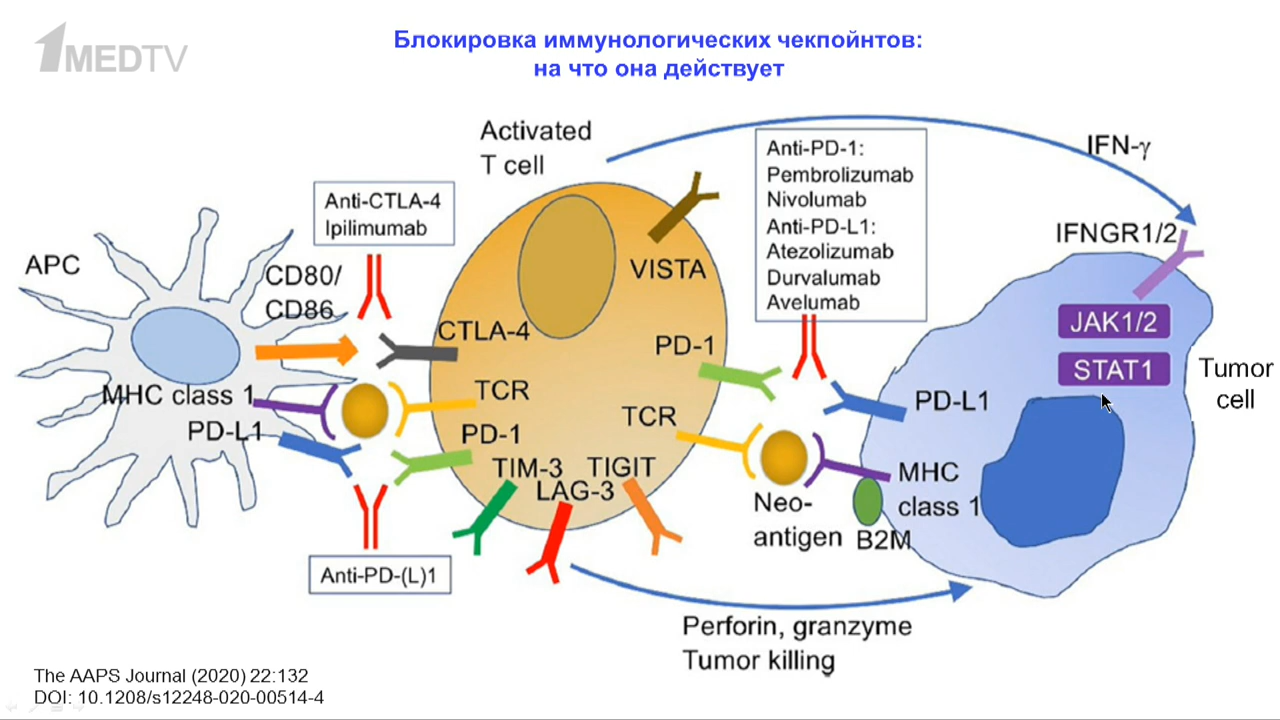 1MEDTV
Блокировка иммунологических чекпойнтов:
на что она действует
Activated
T cell
IFN-γ
Anti-CTLA-4
Ipilimumab
Anti-PD-1:
Pembrolizumab
Nivolumab
Anti-PD-L1:
Atezolizumab
Durvalumab
Avelumab
APC
CD80/
CD86
CTLA-4
VISTA
IFNGR1/2
JAK1/2
STAT1
Tumor
cell
MHC class 1
PD-L1
TCR
PD-1
PD-1
TCR
PD-L1
TIM-3
TIGIT
LAG-3
Neo-
antigen
MHC
class 1
B2M
Anti-PD-(L)1
Perforin, granzyme
Tumor killing
The AAPS Journal (2020) 22:132
DOI: 10.1208/s12248-020-00514-4